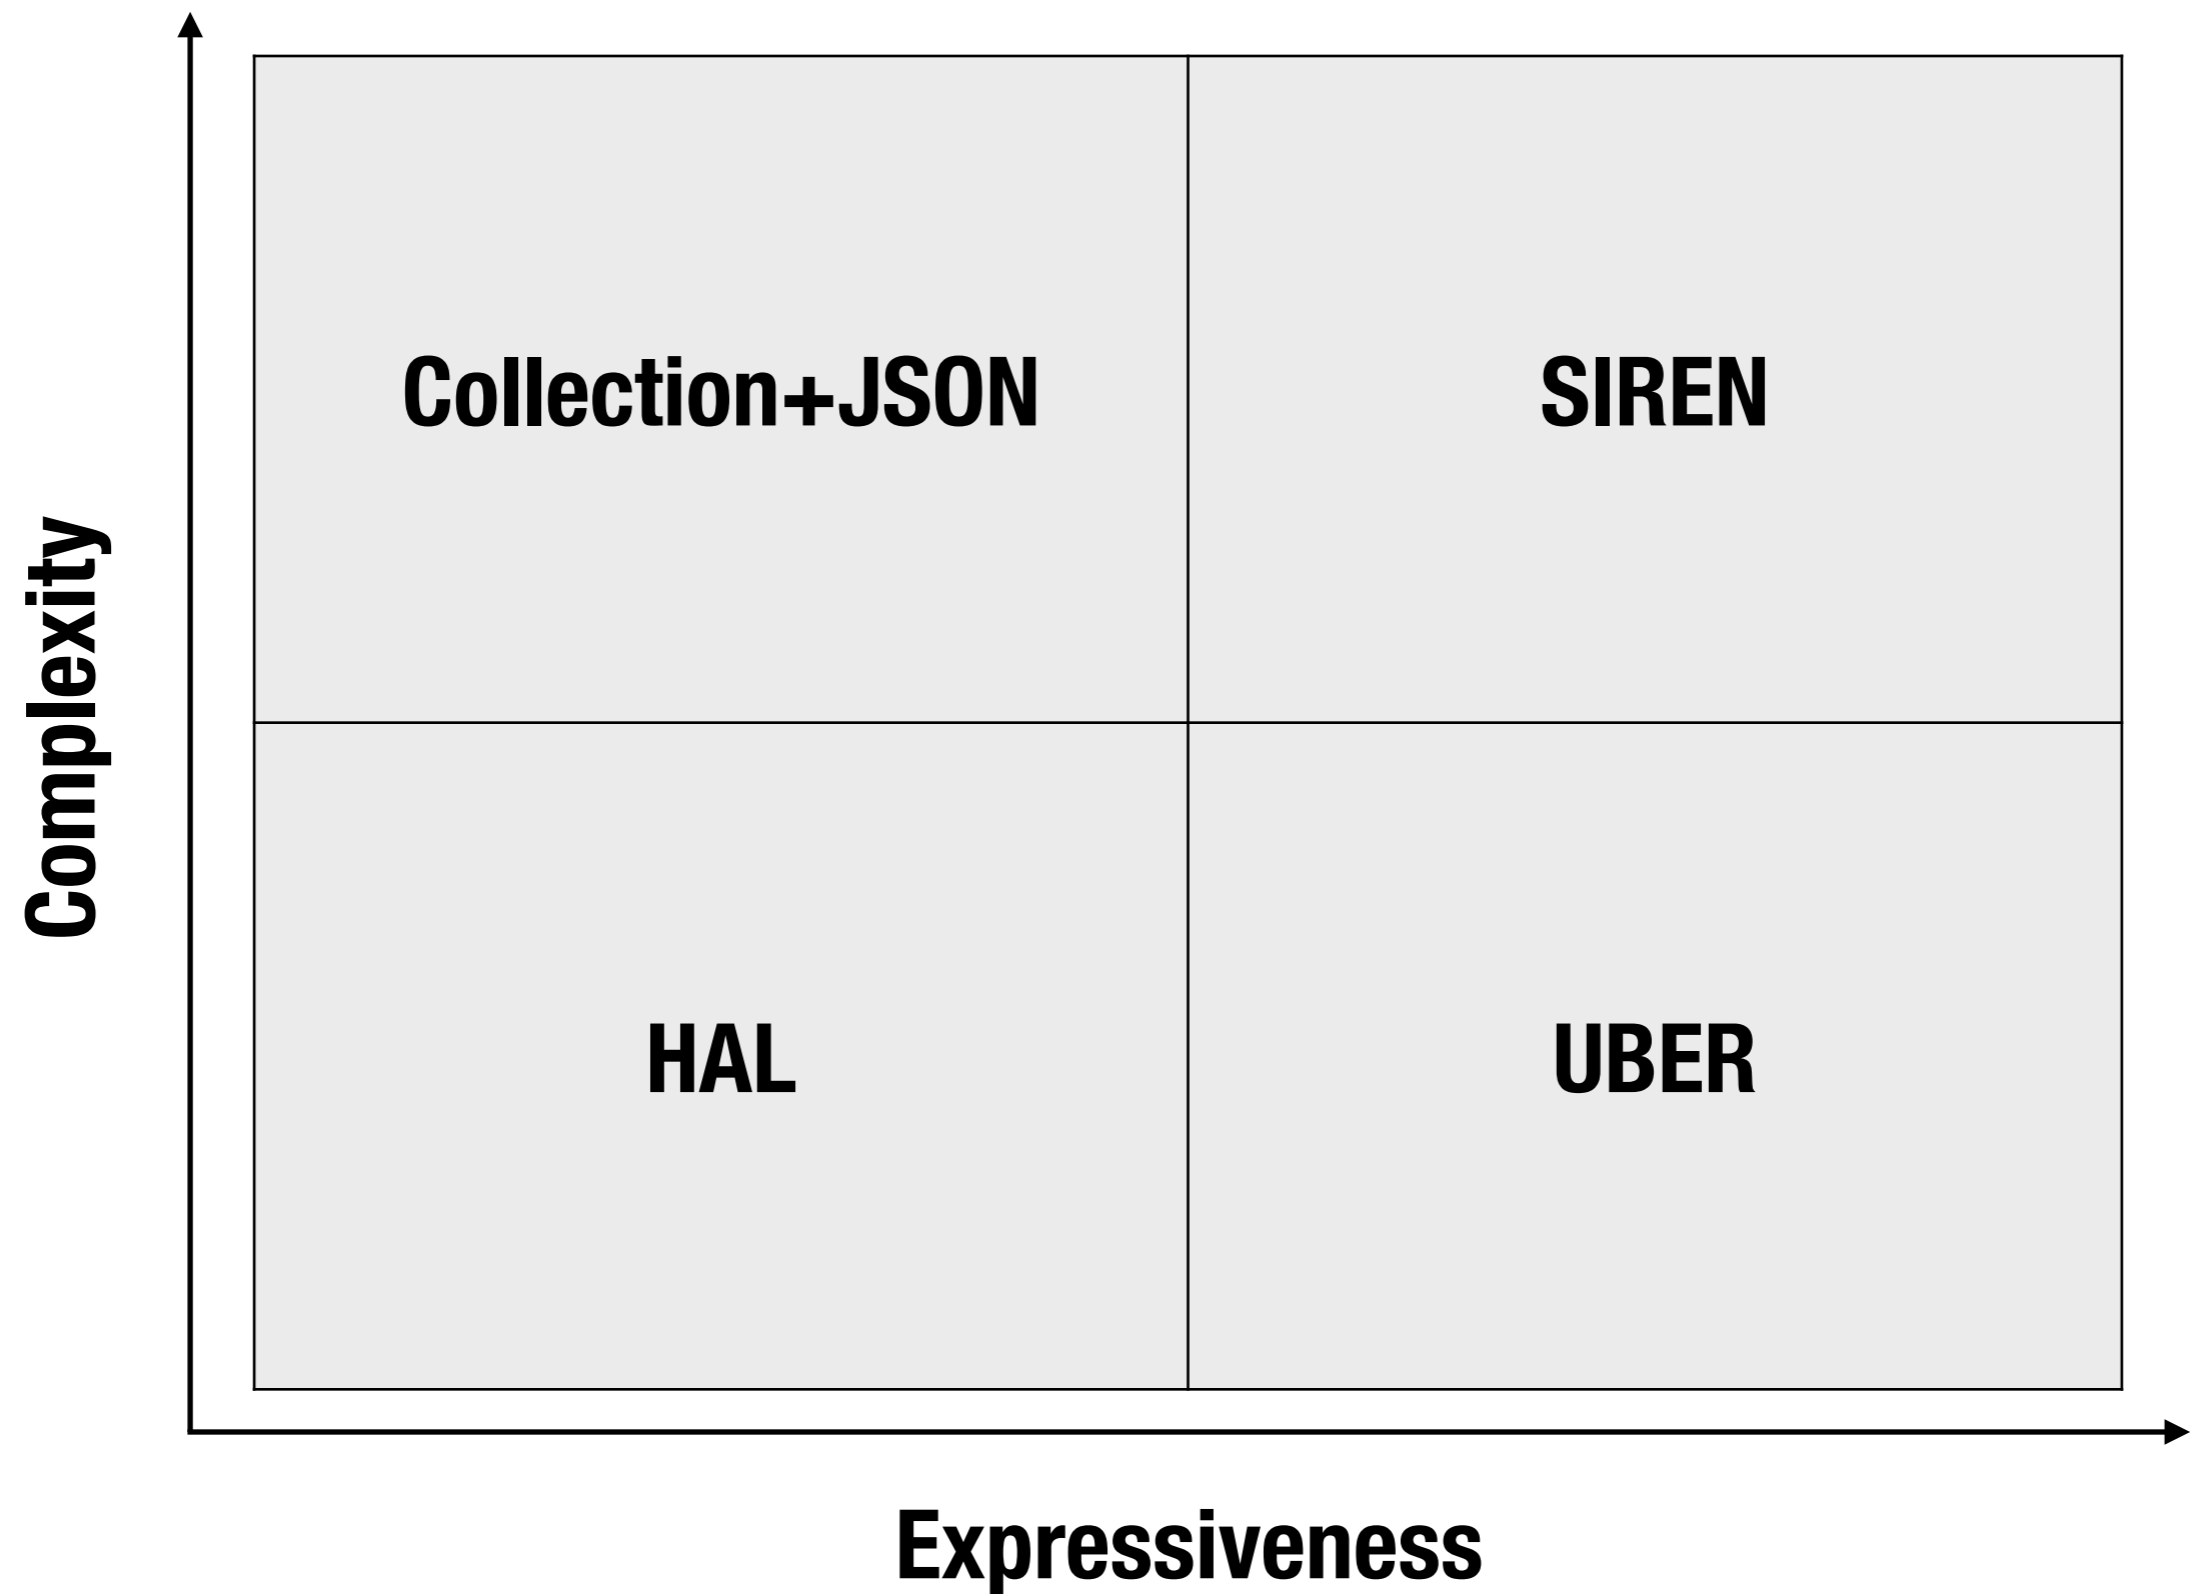 Complexity
Collection+JSON
SIREN
HAL
UBER
Expressiveness